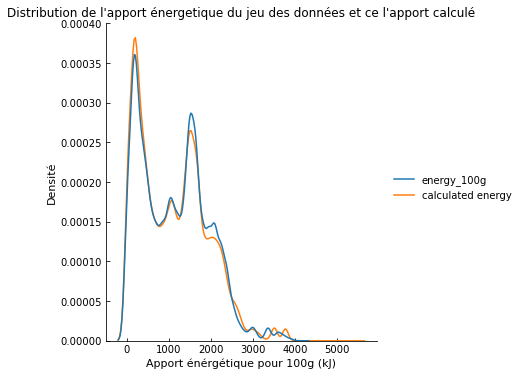 Distribution de l'apport énergetique du jeu des données et ce l'apport calculé
0.00040
0.00035
0.00030
0.00025
0.00020
0.00015
0.00010
0.00005
0.00000
Densité
0 1000 2000 3000 4000 5000
Apport énérgétique pour 100g (kJ)
energy_100g
calculated energy